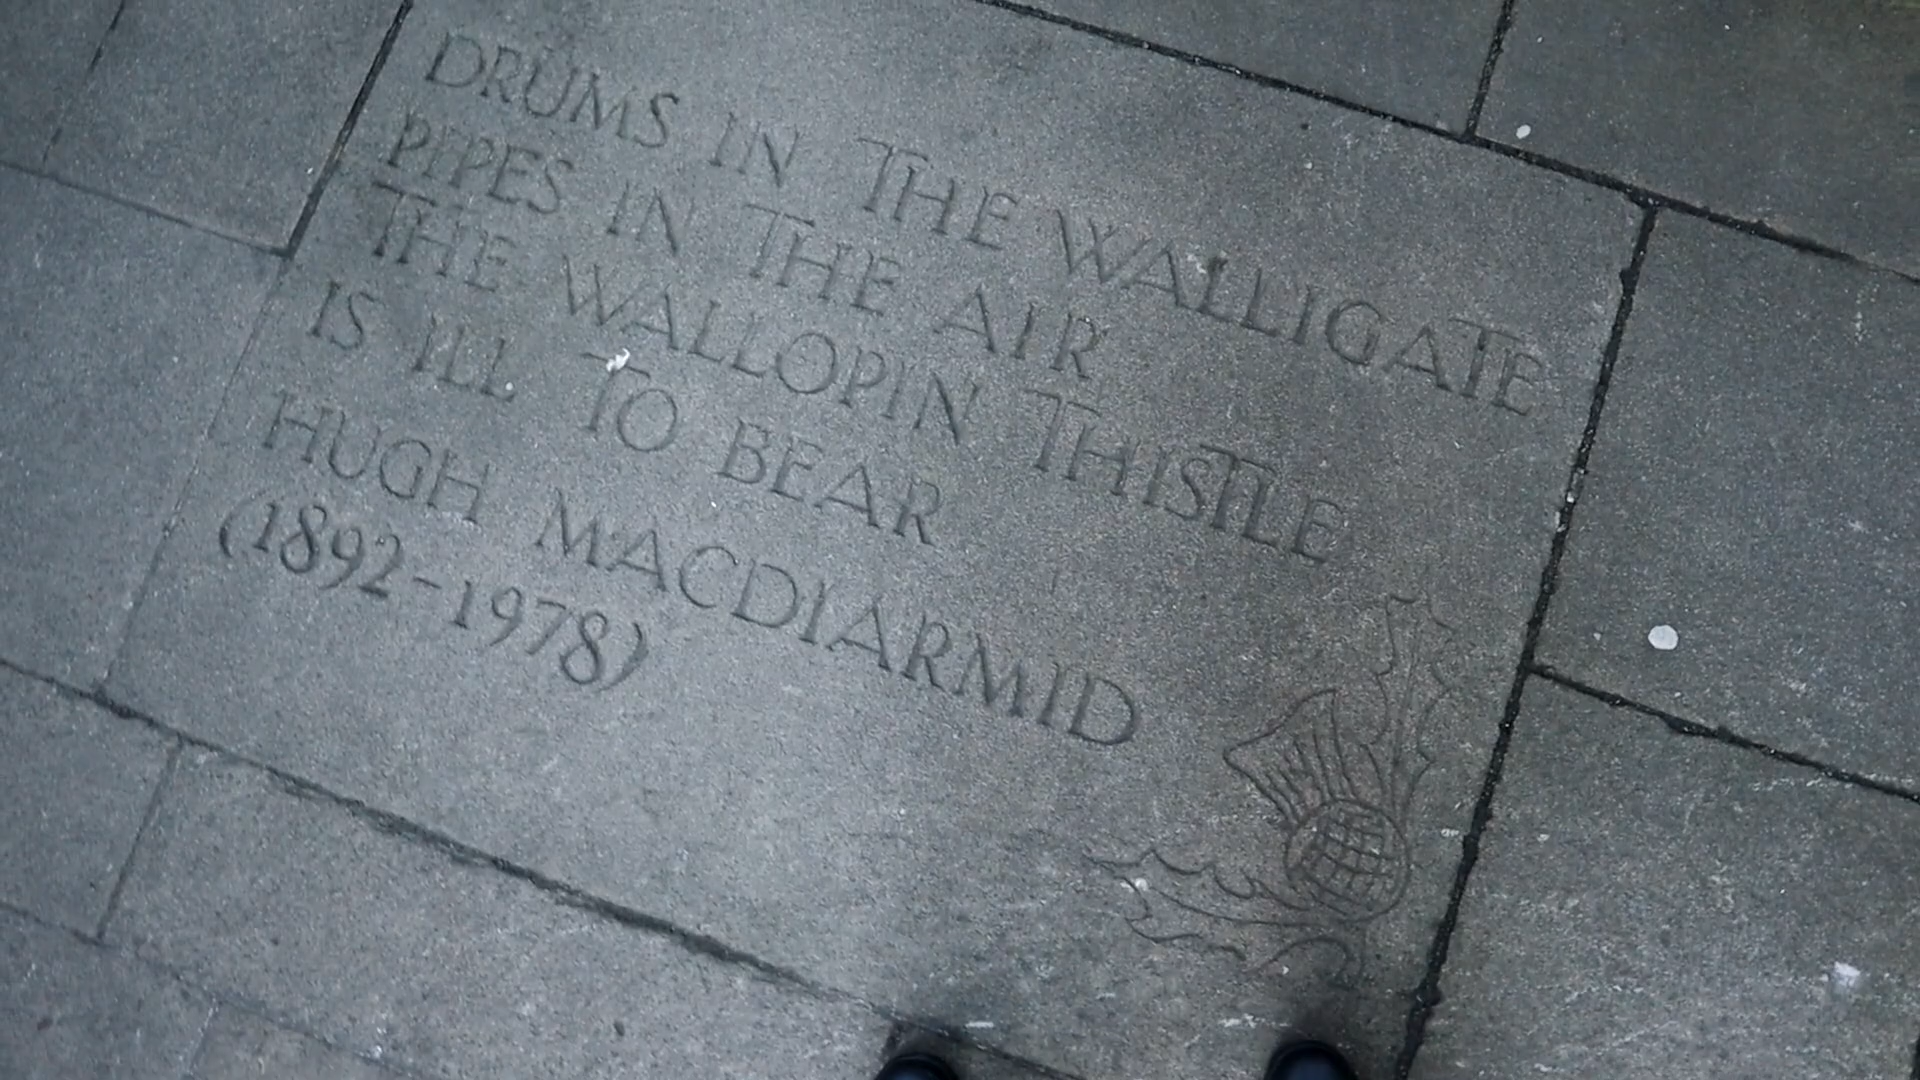 DRUMS IN THE WALLIGATE
PIPES IN THE AIR
THE WALLOPIN THISTLE
IS ILL TO BEAR
HUGH MACDIARMID
(1892-1978)